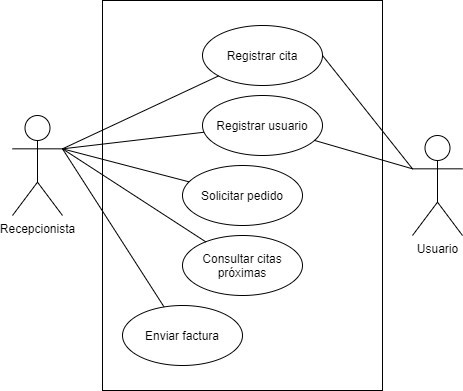 Registrar cita
Registrar usuario
Solicitar pedido
Recepcionista
Usuario
Consultar citas
próximas
Enviar factura